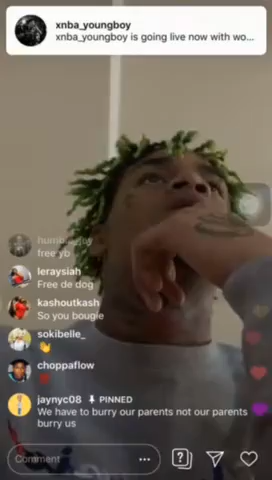 xnba_youngboy
xnba_youngboy is going live now with wo...
free yb
leraysiah
Free de dog
kashoutkash
So you bougie
sokibelle_
👋
choppaflow
jaynyc08 PINNED
We have to burry our parents not our parents
burry us
Comment